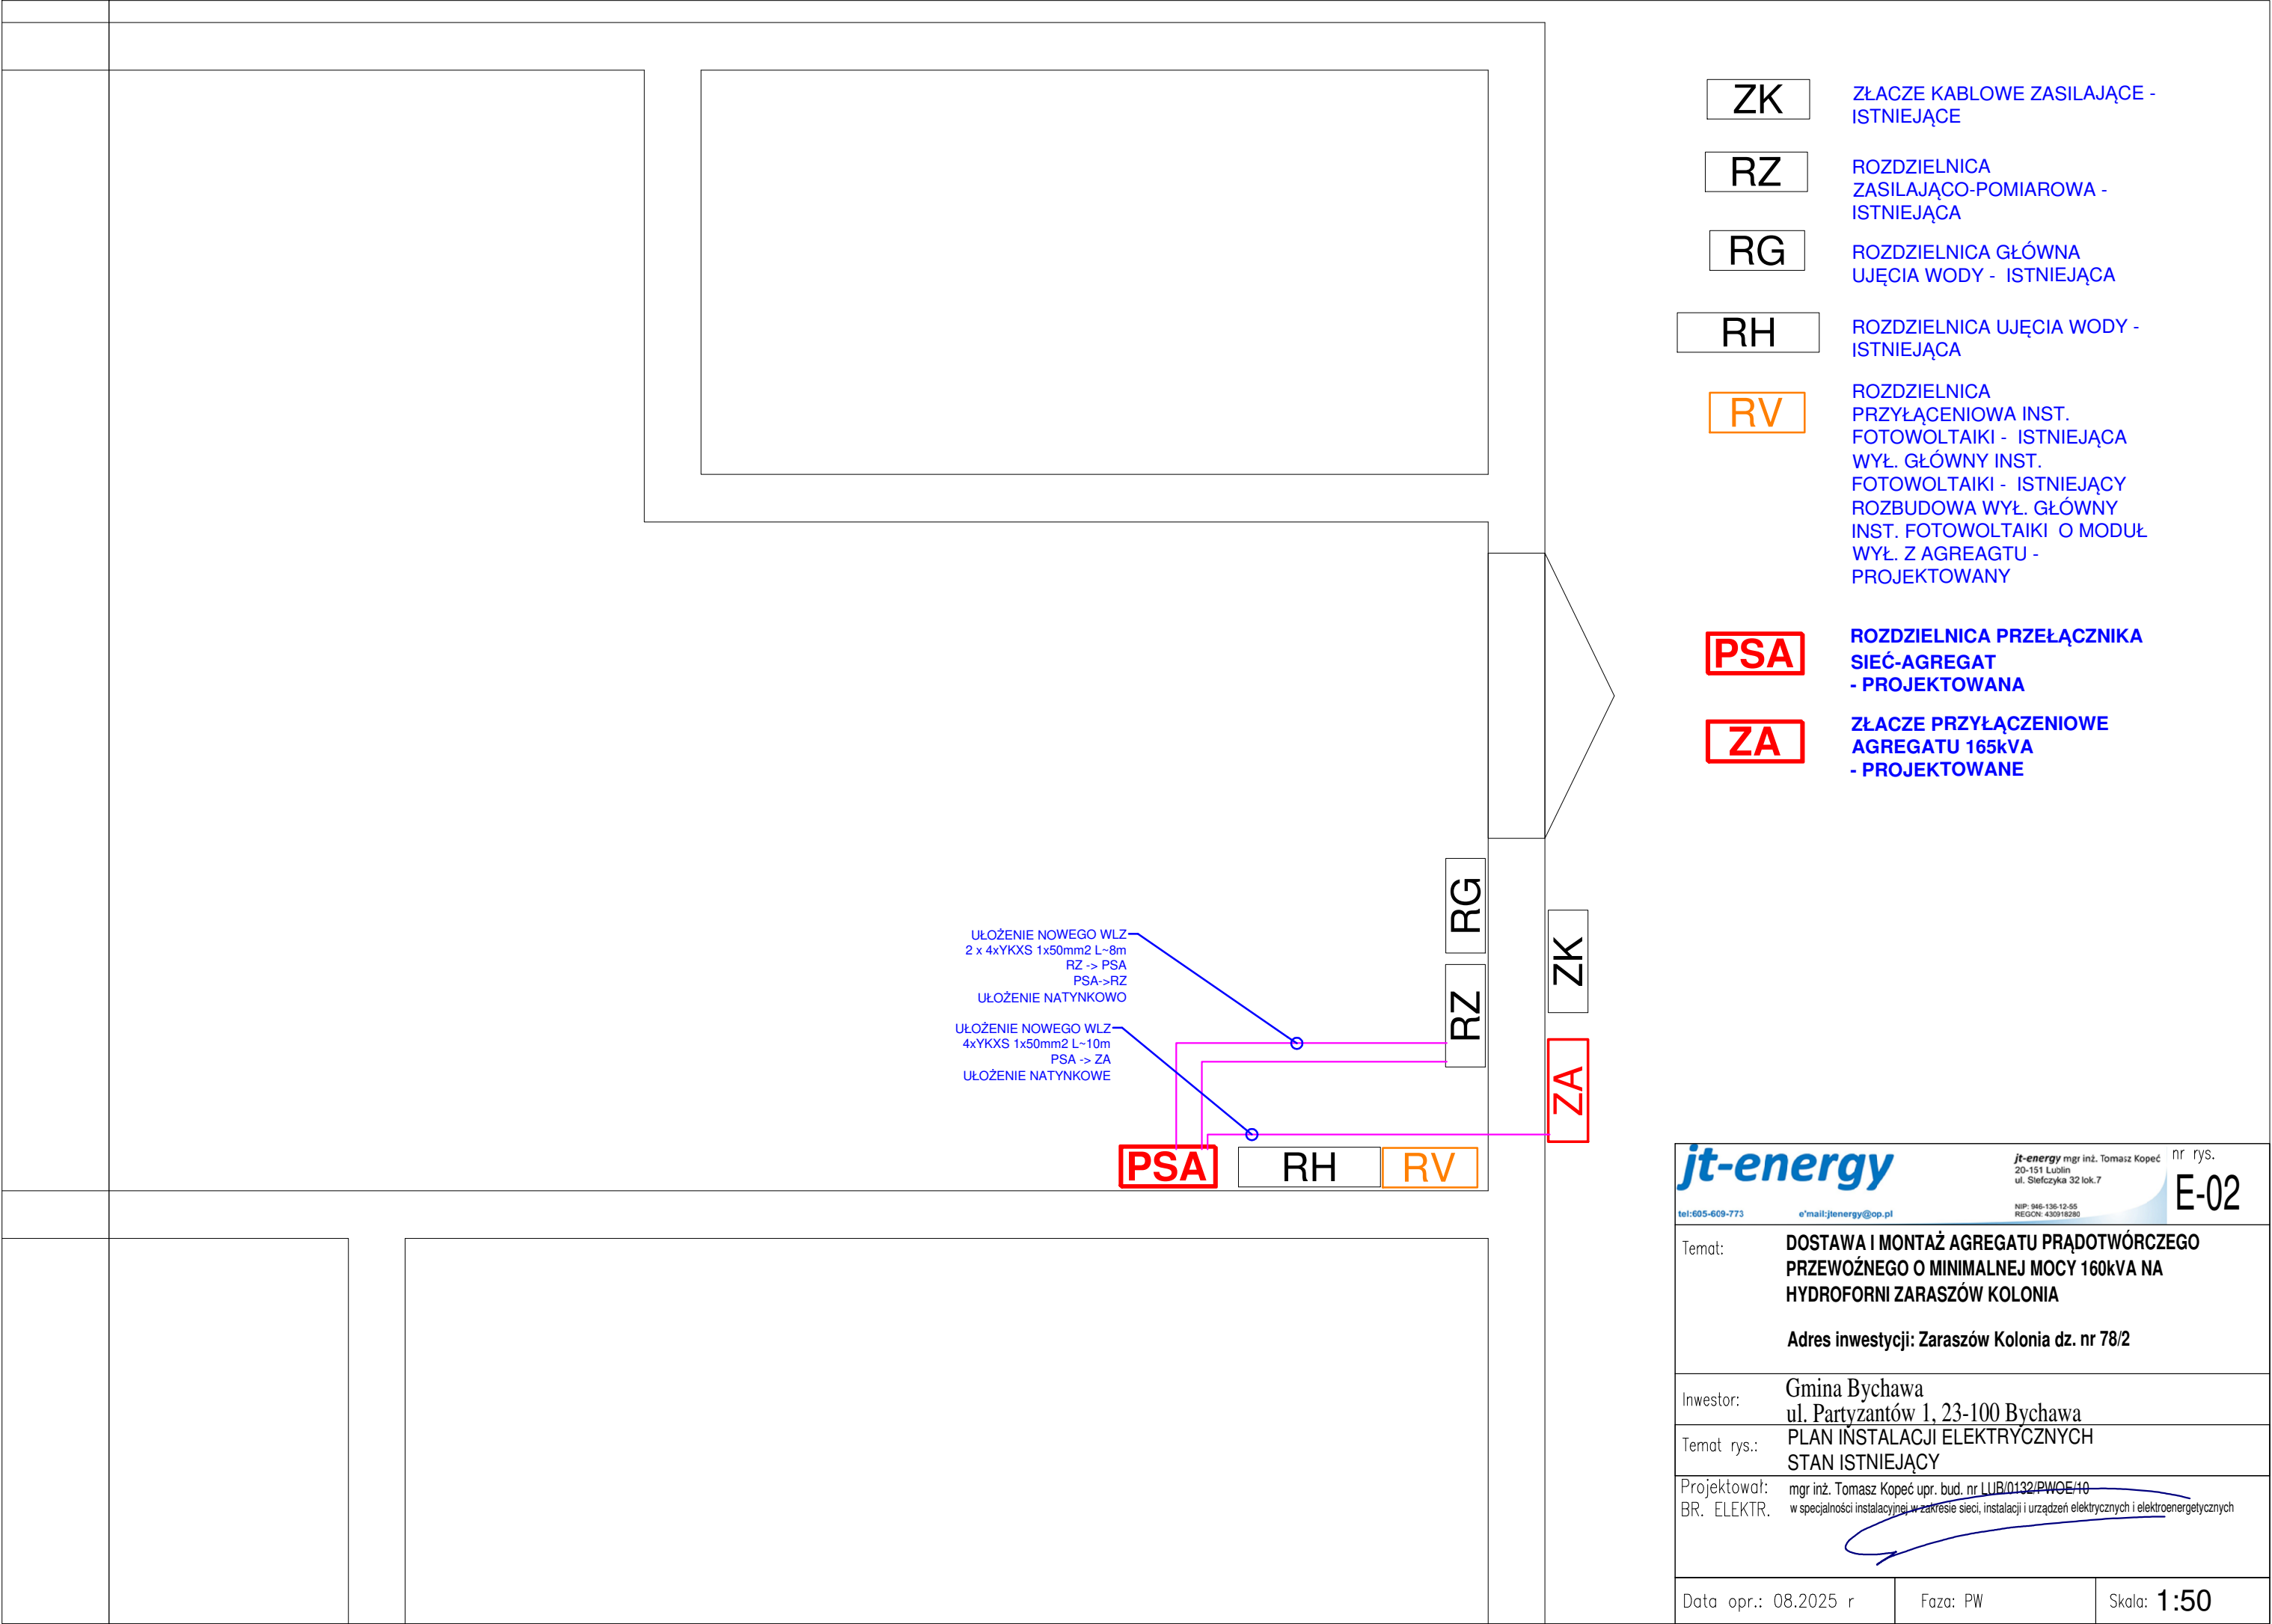 ZK
ZŁACZE KABLOWE ZASILAJĄCE -
ISTNIEJĄCE
RZ
ROZDZIELNICA
ZASILAJĄCO-POMIAROWA -
ISTNIEJĄCA
RG
ROZDZIELNICA GŁÓWNA
UJĘCIA WODY - ISTNIEJĄCA
RH
ROZDZIELNICA UJĘCIA WODY -
ISTNIEJĄCA
RV
ROZDZIELNICA
PRZYŁĄCENIOWA INST.
FOTOWOLTAIKI - ISTNIEJĄCA
WYŁ. GŁÓWNY INST.
FOTOWOLTAIKI - ISTNIEJĄCY
ROZBUDOWA WYŁ. GŁÓWNY
INST. FOTOWOLTAIKI O MODUŁ
WYŁ. Z AGREAGTU -
PROJEKTOWANY
PSA
ROZDZIELNICA PRZEŁĄCZNIKA
SIEĆ-AGREGAT
- PROJEKTOWANA
ZA
ZŁACZE PRZYŁĄCZENIOWE
AGREGATU 165kVA
- PROJEKTOWANE
RG
ZK
RZ
ZA
UŁOŻENIE NOWEGO WLZ
2 x 4xYKXS 1x50mm2 L~8m
RZ -> PSA
PSA->RZ
UŁOŻENIE NATYNKOWO
UŁOŻENIE NOWEGO WLZ
4xYKXS 1x50mm2 L~10m
PSA -> ZA
UŁOŻENIE NATYNKOWE
PSA
RH
RV
jt-energy
tel:605-609-773 e'mail:jtenergy@op.pl
jt-energy mgr inż. Tomasz Kopeć
20-151 Lublin
ul. Stefczyka 32 lok.7
NIP: 946-136-12-55
REGON: 430918280
nr rys.
E-02
Temat:
DOSTAWA I MONTAŻ AGREGATU PRĄDOTWÓRCZEGO
PRZEWOŹNEGO O MINIMALNEJ MOCY 160kVA NA
HYDROFORNI ZARASZÓW KOLONIA
Adres inwestycji: Zaraszów Kolonia dz. nr 78/2
Inwestor:
Gmina Bychawa
ul. Partyzantów 1, 23-100 Bychawa
Temat rys.:
PLAN INSTALACJI ELEKTRYCZNYCH
STAN ISTNIEJĄCY
Projektował:
BR. ELEKTR.
mgr inż. Tomasz Kopeć upr. bud. nr LUB/0132/PWOE/10
w specjalności instalacyjnej w zakresie sieci, instalacji i urządzeń elektrycznych i elektroenergetycznych
Data opr.: 08.2025 r
Faza: PW
Skala: 1:50